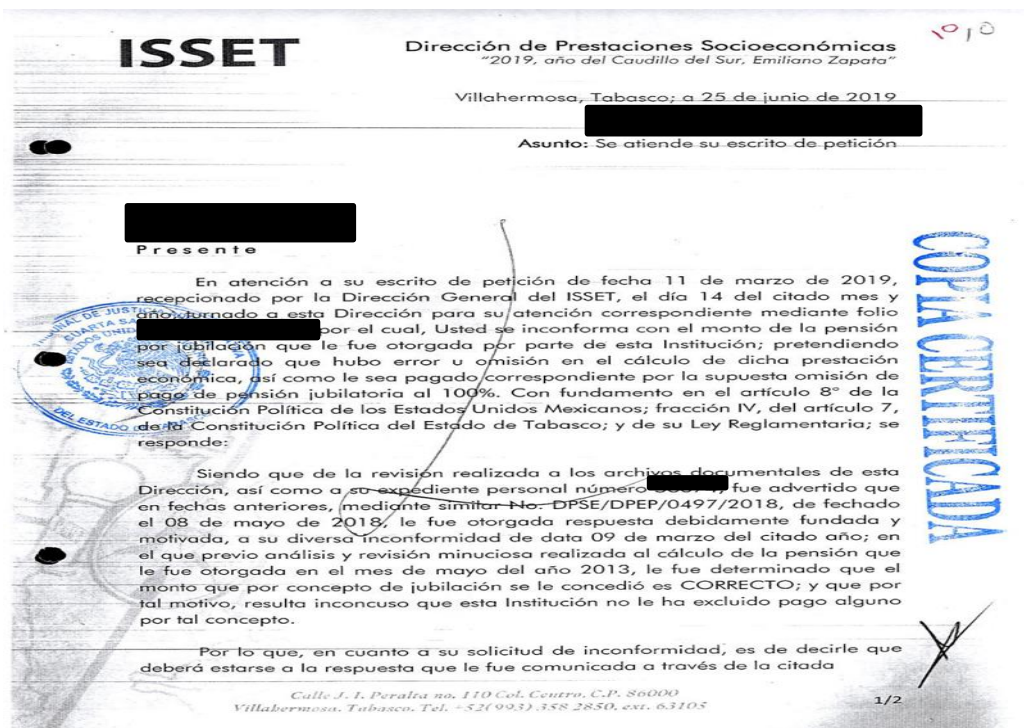 ISSET
Dirección de Prestaciones Socioeconómicas
"2019, año del Caudillo del Sur, Emiliano Zapata"
Villahermosa, Tabasco; a 25 de junio de 2019
Asunto: Se atiende su escrito de petición
Presente
En atención a su escrito de petición de fecha 11 de marzo de 2019,
recepcionado por la Dirección General del ISSET, el día 14 del citado mes y
año, turnado a esta Dirección para su atención correspondiente mediante folio
por el cual, Usted se inconforma con el monto de la pensión
por jubilación que le fue otorgada por parte de esta Institución; pretendiendo
sea declarado que hubo error u omisión en el cálculo de dicha prestación
económica, así como le sea pagado correspondiente por la supuesta omisión de
pago de pensión jubilatoria al 100%. Con fundamento en el artículo 8° de la
Constitución Política de los Estados Unidos Mexicanos; fracción IV, del artículo 7,
de la Constitución Política del Estado de Tabasco; y de su Ley Reglamentaria; se
responde:
Siendo que de la revisión realizada a los archivos documentales de esta
Dirección, así como a su expediente personal número fue advertido que
en fechas anteriores, mediante similar No. DPSE/DPEP/0497/2018, de fechado
el 08 de mayo de 2018, le fue otorgada respuesta debidamente fundada y
motivada, a su diversa inconformidad de data 09 de marzo del citado año; en
el que previo análisis y revisión minuciosa realizada al cálculo de la pensión que
le fue otorgada en el mes de mayo del año 2013, le fue determinado que el
monto que por concepto de jubilación se le concedió es CORRECTO; y que por
tal motivo, resulta inconcuso que esta Institución no le ha excluido pago alguno
por tal concepto.
Por lo que, en cuanto a su solicitud de inconformidad, es de decirle que
deberá estarse a la respuesta que le fue comunicada a través de la citada
Calle J. I. Peralta no. 110 Col. Centro. C.P. 86000
Villahermosa, Tabasco. Tel. +52(993) 358 2850, ext. 63105
1/2
COPIA CERTIFICADA
CUARTA SA
DEL ESTADO